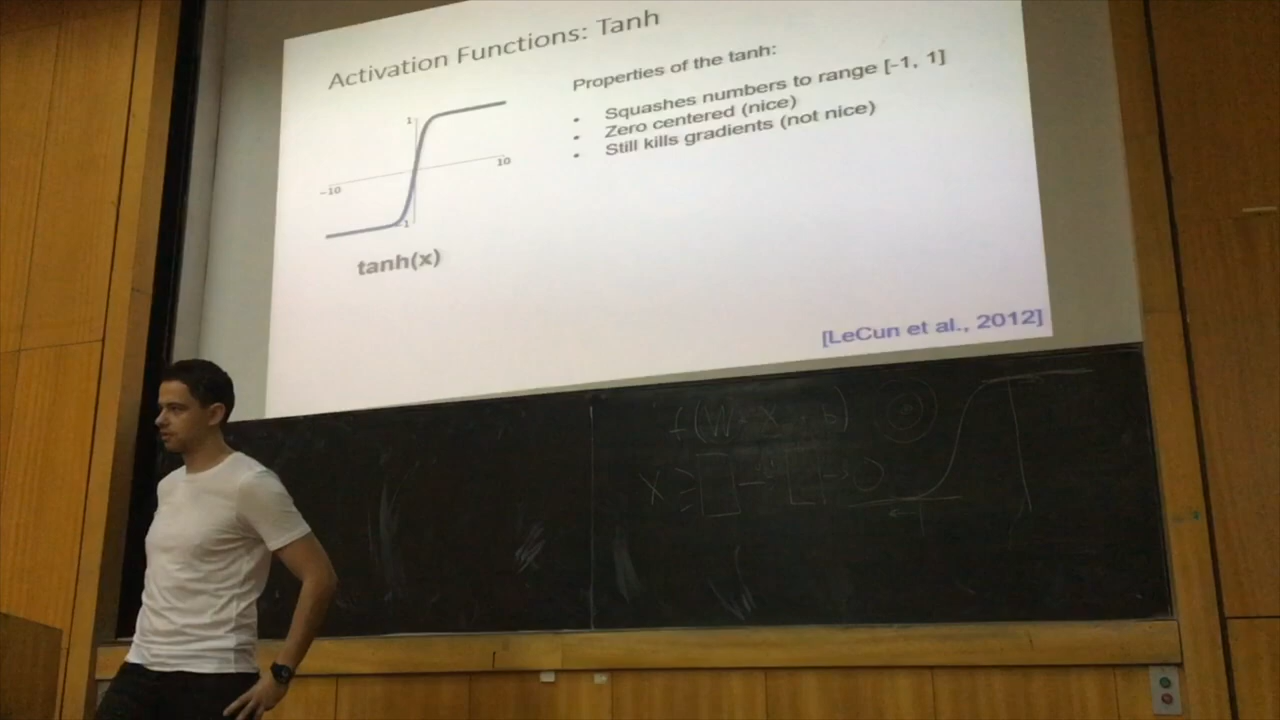 Activation Functions: Tanh
Properties of the tanh:
• Squashes numbers to range [-1, 1]
• Zero centered (nice)
• Still kills gradients (not nice)
1
10
-10
-1
tanh(x)
[LeCun et al., 2012]
X